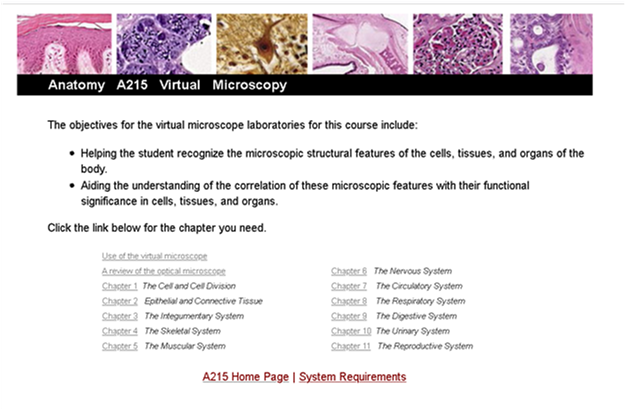 Anatomy A215 Virtual Microscopy
The objectives for the virtual microscope laboratories for this course include:
• Helping the student recognize the microscopic structural features of the cells, tissues, and organs of the
body.
• Aiding the understanding of the correlation of these microscopic features with their functional
significance in cells, tissues, and organs.
Click the link below for the chapter you need.
Use of the virtual microscope
A review of the optical microscope
Chapter 1 The Cell and Cell Division
Chapter 2 Epithelial and Connective Tissue
Chapter 3 The Integumentary System
Chapter 4 The Skeletal System
Chapter 5 The Muscular System
Chapter 6 The Nervous System
Chapter 7 The Circulatory System
Chapter 8 The Respiratory System
Chapter 9 The Digestive System
Chapter 10 The Urinary System
Chapter 11 The Reproductive System
A215 Home Page | System Requirements